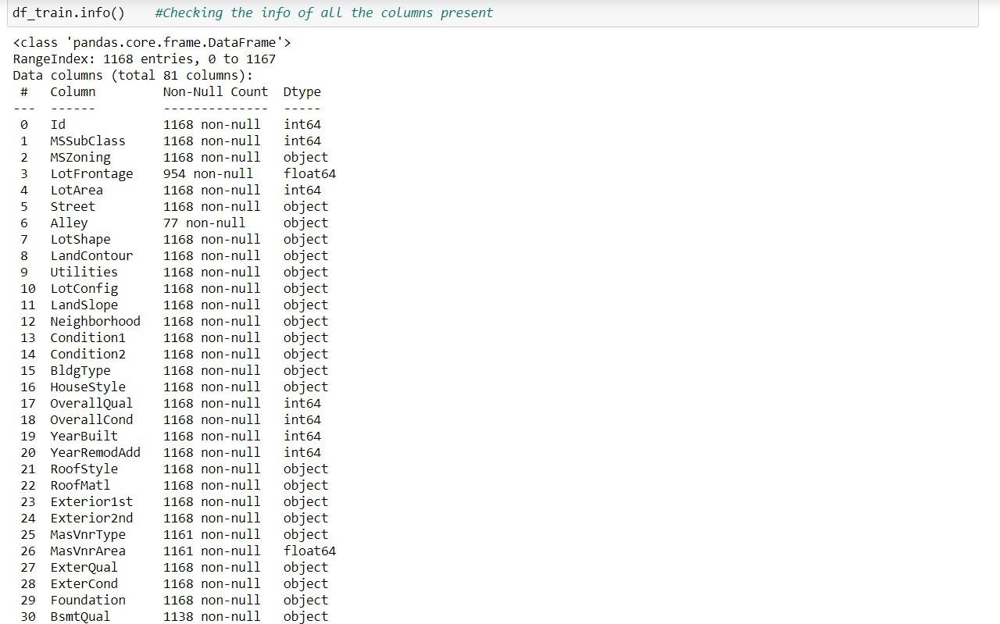 df_train.info()    #Checking the info of all the columns present
<class 'pandas.core.frame.DataFrame'>
RangeIndex: 1168 entries, 0 to 1167
Data columns (total 81 columns):
 #   Column         Non-Null Count  Dtype
---  ------         --------------  -----
 0   Id             1168 non-null   int64
 1   MSSubClass     1168 non-null   int64
 2   MSZoning       1168 non-null   object
 3   LotFrontage    954 non-null    float64
 4   LotArea        1168 non-null   int64
 5   Street         1168 non-null   object
 6   Alley          77 non-null     object
 7   LotShape       1168 non-null   object
 8   LandContour    1168 non-null   object
 9   Utilities      1168 non-null   object
 10  LotConfig      1168 non-null   object
 11  LandSlope      1168 non-null   object
 12  Neighborhood   1168 non-null   object
 13  Condition1     1168 non-null   object
 14  Condition2     1168 non-null   object
 15  BldgType       1168 non-null   object
 16  HouseStyle     1168 non-null   object
 17  OverallQual    1168 non-null   int64
 18  OverallCond    1168 non-null   int64
 19  YearBuilt      1168 non-null   int64
 20  YearRemodAdd   1168 non-null   int64
 21  RoofStyle      1168 non-null   object
 22  RoofMatl       1168 non-null   object
 23  Exterior1st    1168 non-null   object
 24  Exterior2nd    1168 non-null   object
 25  MasVnrType     1161 non-null   object
 26  MasVnrArea     1161 non-null   float64
 27  ExterQual      1168 non-null   object
 28  ExterCond      1168 non-null   object
 29  Foundation     1168 non-null   object
 30  BsmtQual       1138 non-null   object